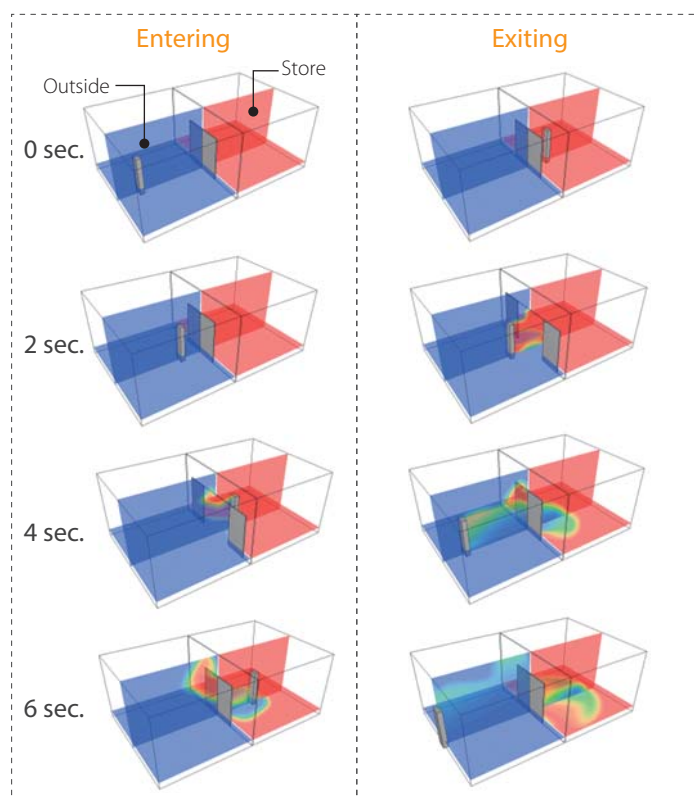 Entering
Exiting
Outside
Store
0 sec.
2 sec.
4 sec.
6 sec.